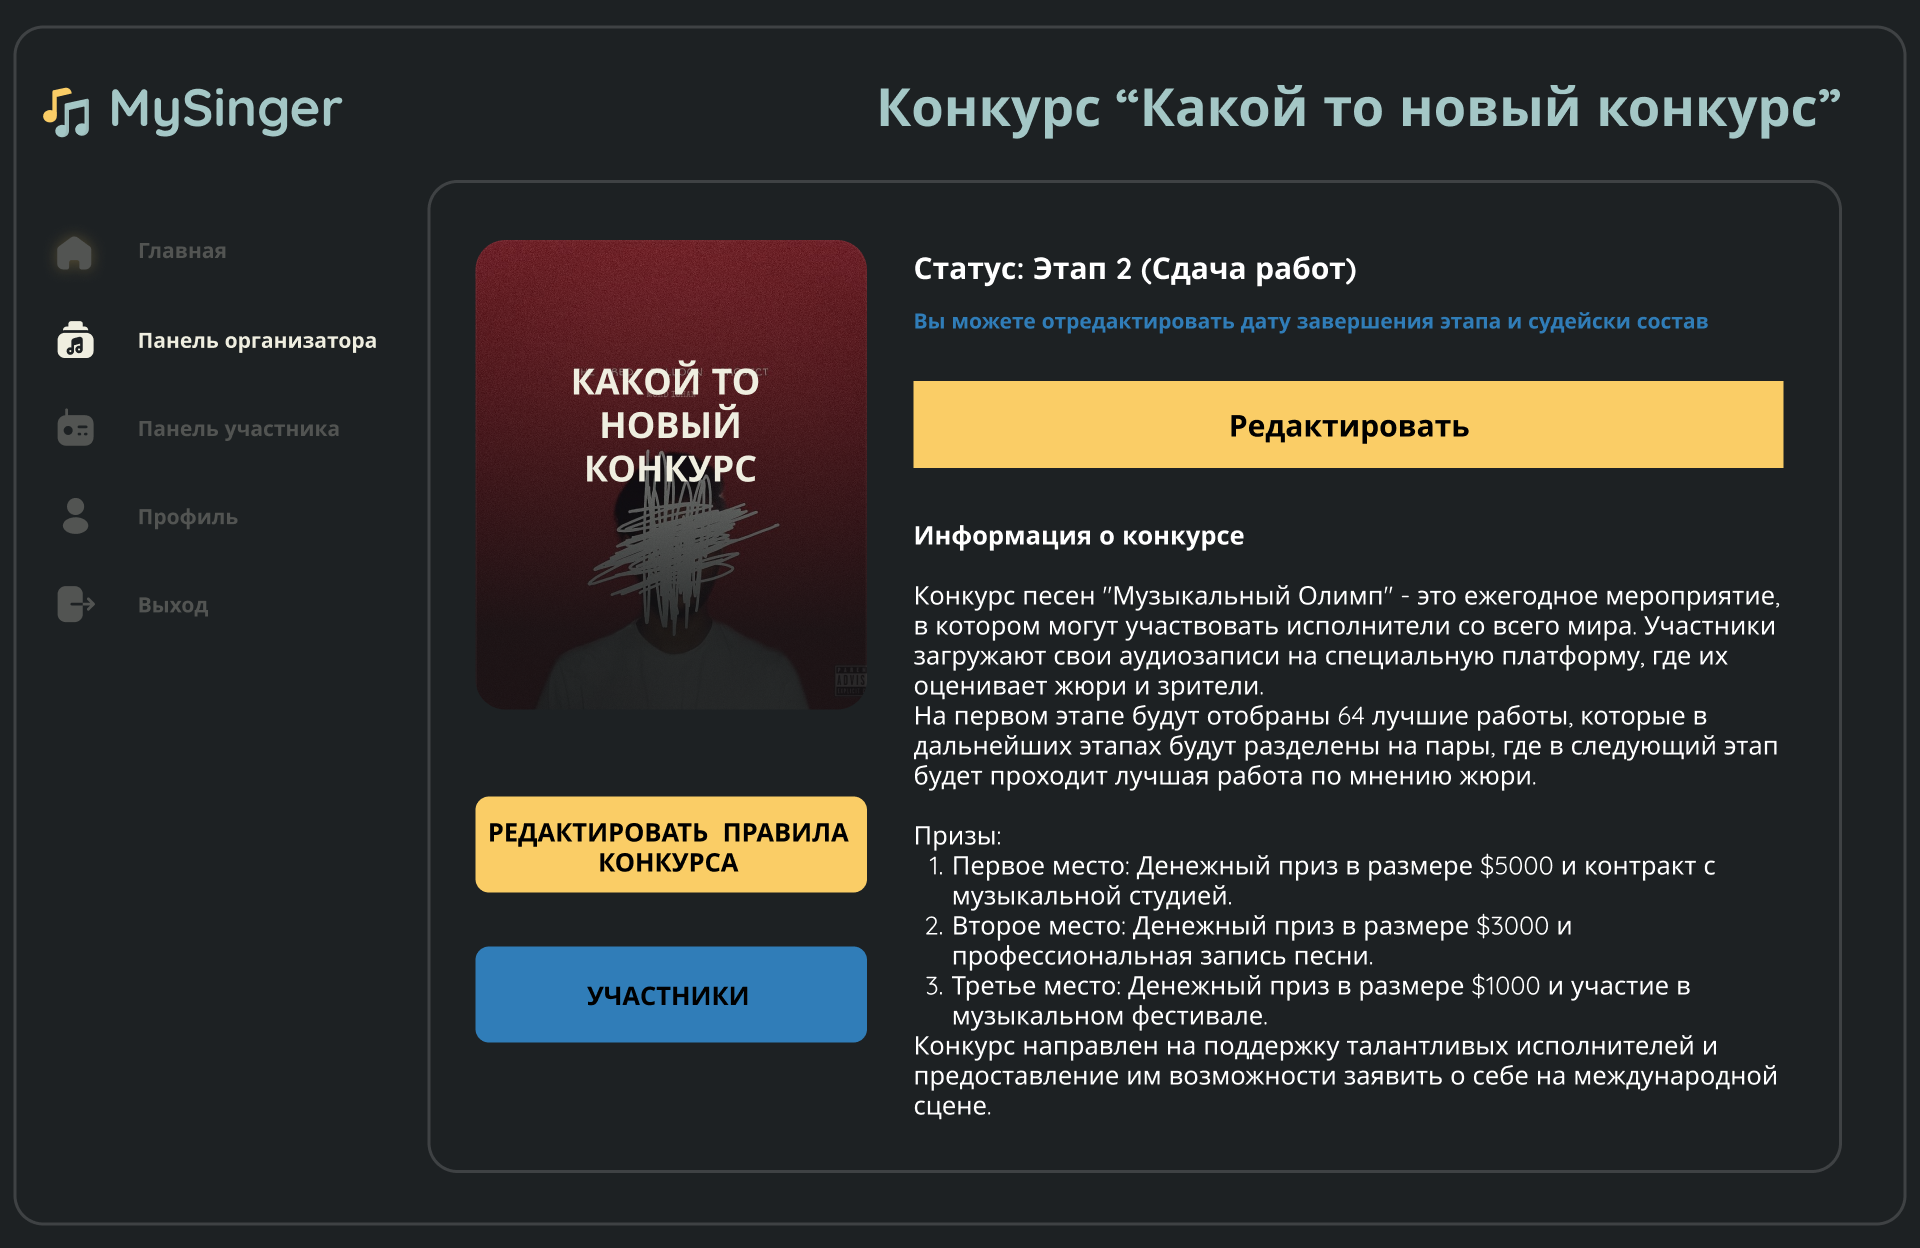 MySinger
Конкурс “Какой то новый конкурс”
Главная
Панель организатора
Панель участника
Профиль
Выход
КАКОЙ ТО
НОВЫЙ
КОНКУРС
РЕДАКТИРОВАТЬ ПРАВИЛА
КОНКУРСА
УЧАСТНИКИ
Статус: Этап 2 (Сдача работ)
Вы можете отредактировать дату завершения этапа и судейски состав
Редактировать
Информация о конкурсе
Конкурс песен "Музыкальный Олимп" - это ежегодное мероприятие,
в котором могут участвовать исполнители со всего мира. Участники
загружают свои аудиозаписи на специальную платформу, где их
оценивает жюри и зрители.
На первом этапе будут отобраны 64 лучшие работы, которые в
дальнейших этапах будут разделены на пары, где в следующий этап
будет проходит лучшая работа по мнению жюри.
Призы:
1. Первое место: Денежный приз в размере $5000 и контракт с
музыкальной студией.
2. Второе место: Денежный приз в размере $3000 и
профессиональная запись песни.
3. Третье место: Денежный приз в размере $1000 и участие в
музыкальном фестивале.
Конкурс направлен на поддержку талантливых исполнителей и
предоставление им возможности заявить о себе на международной
сцене.